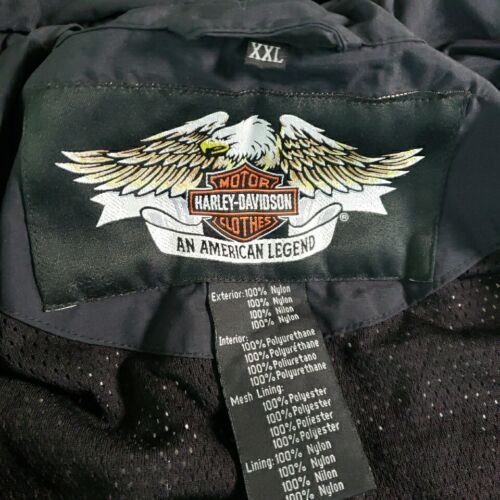 XXL
MOTOR
HARLEY-DAVIDSON
CLOTHES
®
AN AMERICAN LEGEND
Exterior:100% Nylon
100% Nylon
100% Nilon
100% Nylon
Interior:
100% Polyurethane
100% Polyuréthane
100% Poliuretano
100% Polyurethane
Mesh Lining:
100%Polyester
100%Polyester
100%Poliester
100%Polyester
Lining: 100% Nylon
100% Nylon
100% Nilon
100% Nylon